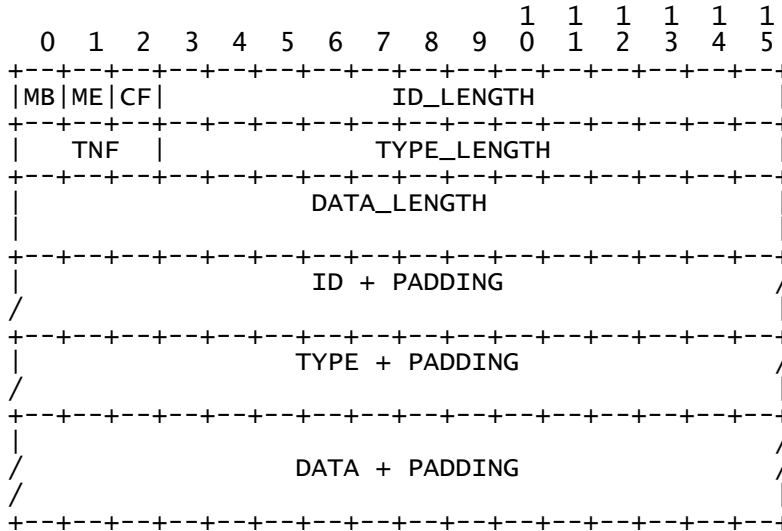 1 1 1 1 1 1
0 1 2 3 4 5 6 7 8 9 0 1 2 3 4 5
+--+--+--+--+--+--+--+--+--+--+--+--+--+--+--+--+
|MB|ME|CF| ID_LENGTH |
+--+--+--+--+--+--+--+--+--+--+--+--+--+--+--+--+
| TNF | TYPE_LENGTH |
+--+--+--+--+--+--+--+--+--+--+--+--+--+--+--+--+
| DATA_LENGTH |
| |
+--+--+--+--+--+--+--+--+--+--+--+--+--+--+--+--+
| ID + PADDING /
/ |
+--+--+--+--+--+--+--+--+--+--+--+--+--+--+--+--+
| TYPE + PADDING /
/ |
+--+--+--+--+--+--+--+--+--+--+--+--+--+--+--+--+
| /
/ DATA + PADDING /
/ |
+--+--+--+--+--+--+--+--+--+--+--+--+--+--+--+--+